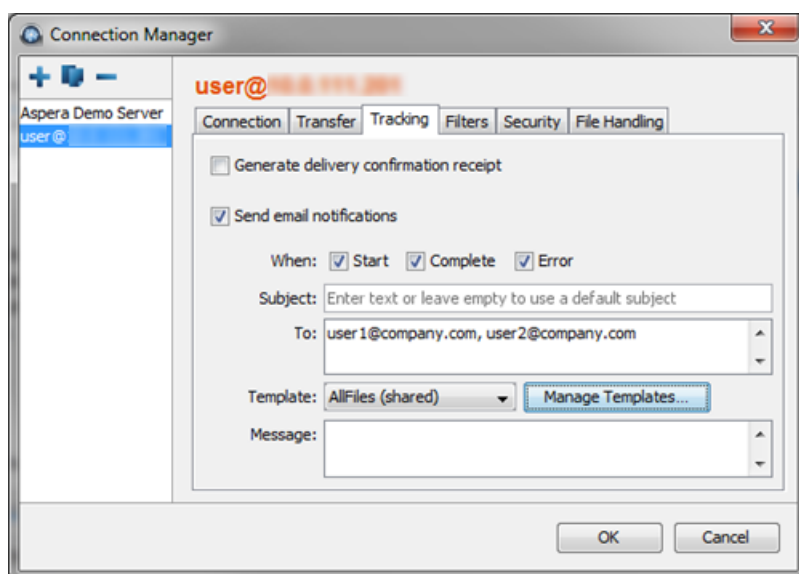 Connection Manager
Aspera Demo Server
user@
user@
Connection Transfer Tracking Filters Security File Handling
Generate delivery confirmation receipt
Send email notifications
When: Start Complete Error
Subject: Enter text or leave empty to use a default subject
To: user1@company.com, user2@company.com
Template: AllFiles (shared) Manage Templates...
Message:
OK Cancel